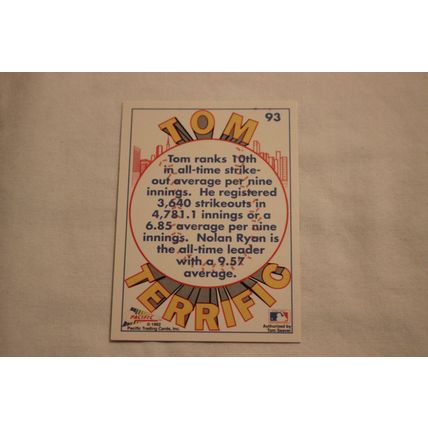 93
TOM
Tom ranks 10th
in all-time strike-
out average per nine
innings. He registered
3,640 strikeouts in
4,781.1 innings or a
6.85 average per nine
innings. Nolan Ryan is
the all-time leader
with a 9.57
average.
TERRIFIC
PACIFIC
© 1992
Pacific Trading Cards, Inc.
Authorized by
Tom Seaver